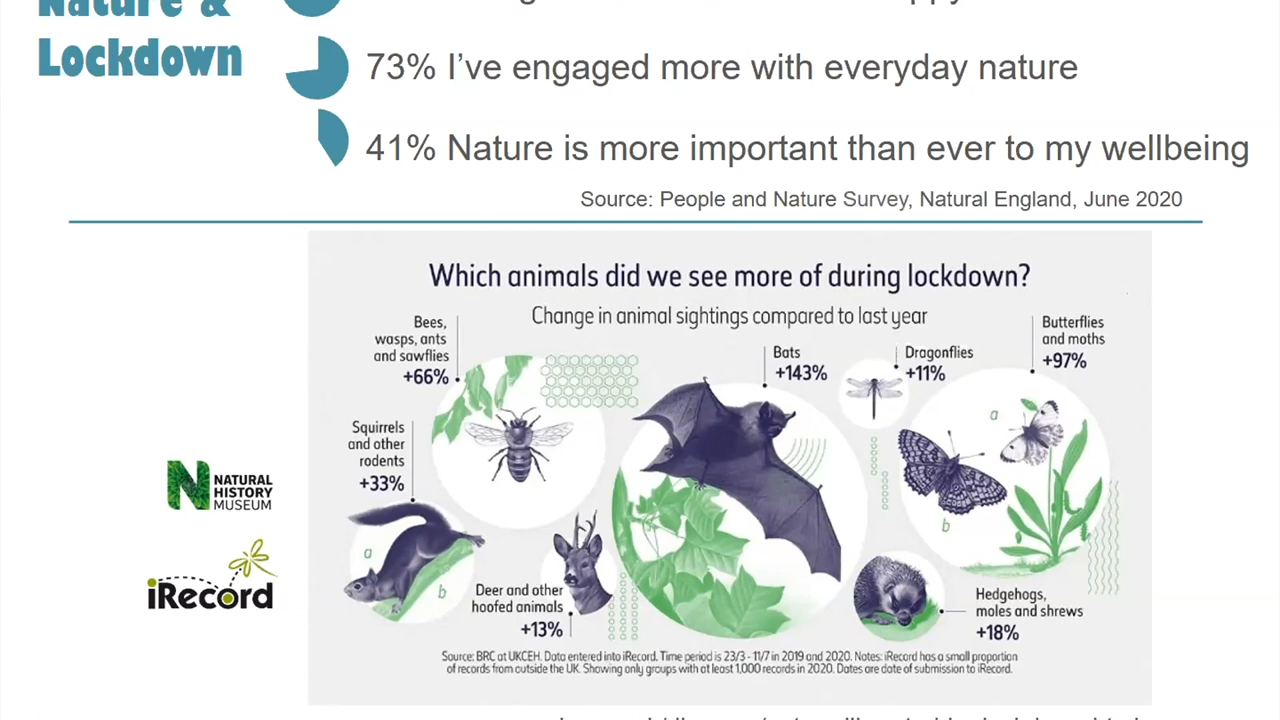 Nature &
Lockdown
73% I've engaged more with everyday nature
41% Nature is more important than ever to my wellbeing
Source: People and Nature Survey, Natural England, June 2020
Which animals did we see more of during lockdown?
Change in animal sightings compared to last year
Bees,
wasps, ants
and sawflies
+66%
Bats
+143%
Dragonflies
+11%
Butterflies
and moths
+97%
Squirrels
and other
rodents
+33%
a
b
a
b
Deer and other
hoofed animals
+13%
Hedgehogs,
moles and shrews
+18%
NATURAL
HISTORY
MUSEUM
iRecord
Source: BRC at UKCEH. Data entered into iRecord. Time period is 23/3 - 11/7 in 2019 and 2020. Notes: iRecord has a small proportion
of records from outside the UK. Showing only groups with at least 1,000 records in 2020. Dates are date of submission to iRecord.